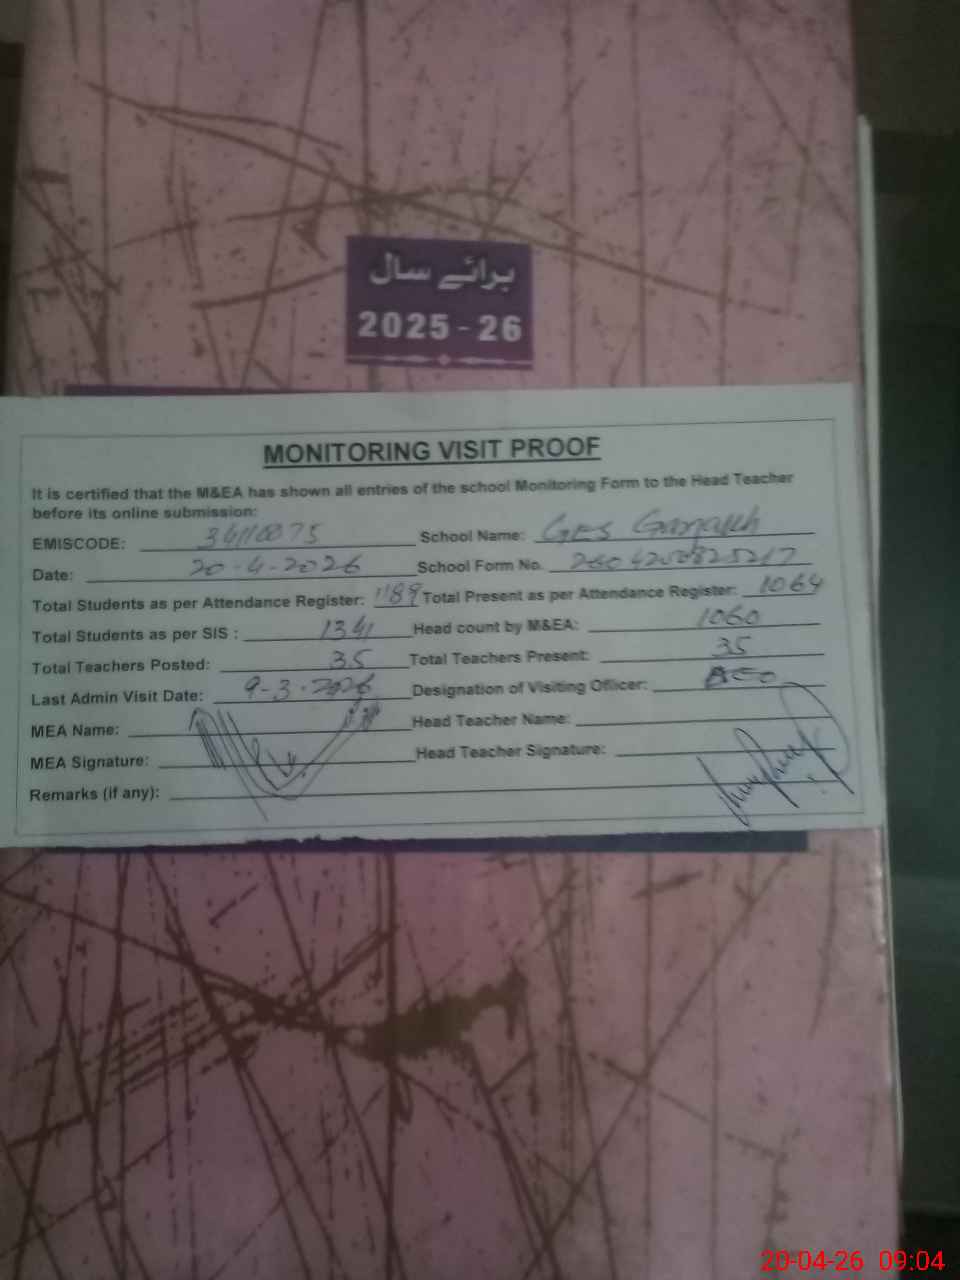 برائے سال
2025 - 26
MONITORING VISIT PROOF
It is certified that the M&EA has shown all entries of the school Monitoring Form to the Head Teacher
before its online submission:
EMISCODE: School Name: GES
Date: 20-4-2026 School Form No.
Total Students as per Attendance Register: 1189 Total Present as per Attendance Register: 1064
Total Students as per SIS : 1341 Head count by M&EA: 1060
Total Teachers Posted: 35 Total Teachers Present: 35
Last Admin Visit Date: 9-3-2026 Designation of Visiting Officer: AEO
MEA Name: Head Teacher Name:
MEA Signature: Head Teacher Signature:
Remarks (if any):
20-04-26 09:04